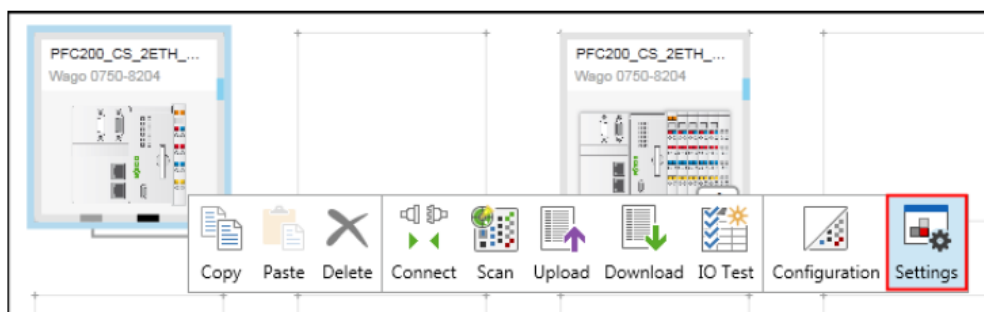 PFC200_CS_2ETH_...
Wago 0750-8204
PFC200_CS_2ETH_...
Wago 0750-8204
Copy
Paste
Delete
Connect
Scan
Upload
Download
IO Test
Configuration
Settings